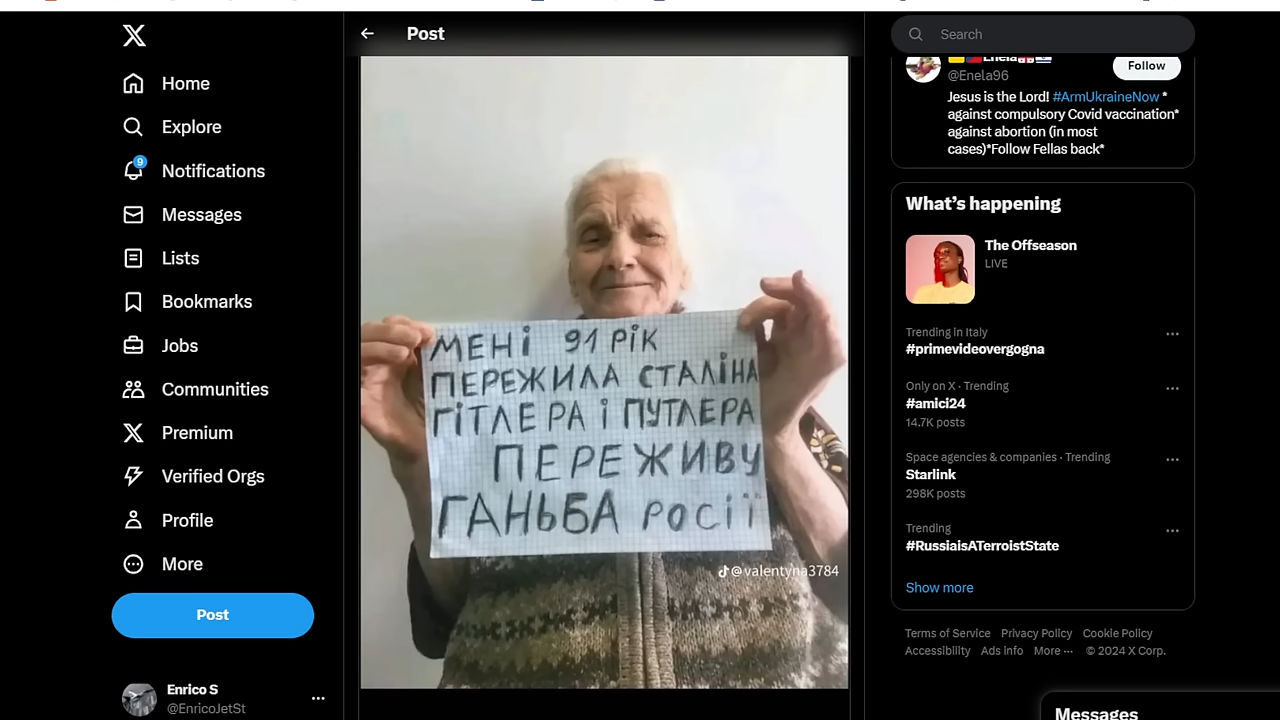 Post
Search
Home
Explore
9
Notifications
Messages
Lists
Bookmarks
Jobs
Communities
Premium
Verified Orgs
Profile
More
Post
Enrico S
@EnricoJetSt
МЕНІ 91 РІК
ПЕРЕЖИЛА СТАЛІНА
ГІТЛЕРА І ПУТЛЕРА
ПЕРЕЖИВУ
ГАНЬБА РОСІЇ
@valentyna3784
Enela
@Enela96
Follow
Jesus is the Lord! #ArmUkraineNow *
against compulsory Covid vaccination*
against abortion (in most
cases)*Follow Fellas back*
What's happening
The Offseason
LIVE
Trending in Italy
#primevideovergogna
Only on X · Trending
#amici24
14.7K posts
Space agencies & companies · Trending
Starlink
298K posts
Trending
#RussiaisATerroistState
Show more
Terms of Service Privacy Policy Cookie Policy
Accessibility Ads info More ··· © 2024 X Corp.
Messages